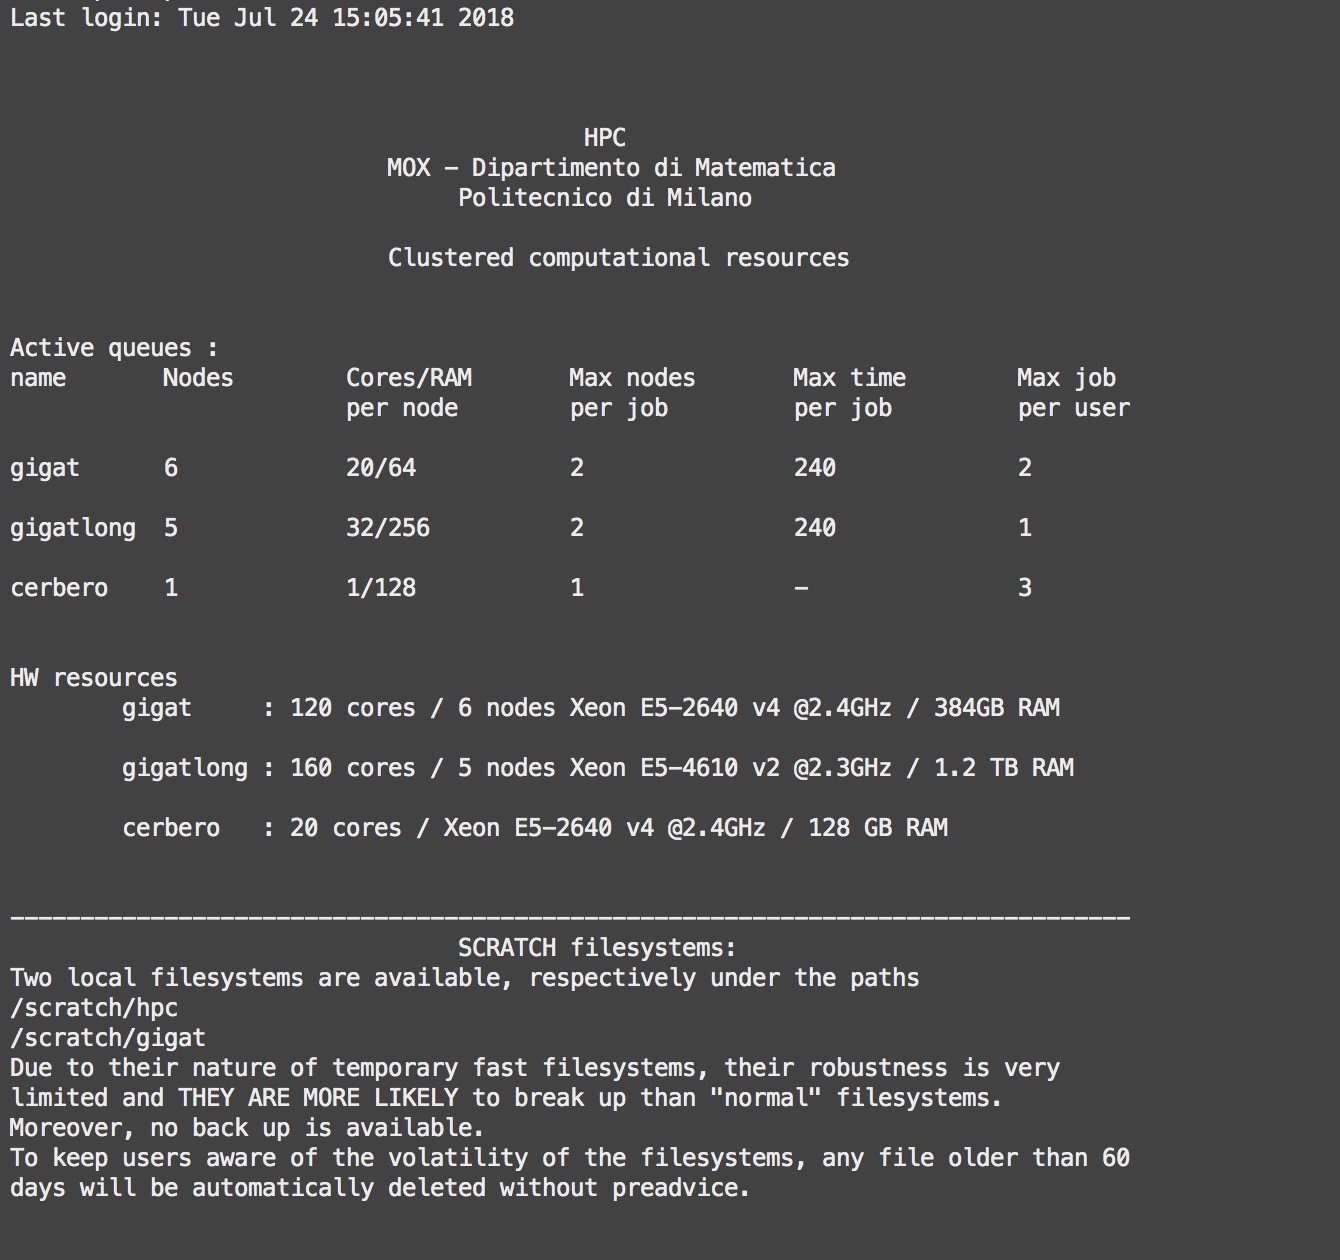 Last login: Tue Jul 24 15:05:41 2018
HPC
MOX - Dipartimento di Matematica
Politecnico di Milano
Clustered computational resources
Active queues :
name Nodes Cores/RAM Max nodes Max time Max job
per node per job per job per user
gigat 6 20/64 2 240 2
gigatlong 5 32/256 2 240 1
cerbero 1 1/128 1 - 3
HW resources
gigat : 120 cores / 6 nodes Xeon E5-2640 v4 @2.4GHz / 384GB RAM
gigatlong : 160 cores / 5 nodes Xeon E5-4610 v2 @2.3GHz / 1.2 TB RAM
cerbero : 20 cores / Xeon E5-2640 v4 @2.4GHz / 128 GB RAM
--------------------------------------------------------------------------------
SCRATCH filesystems:
Two local filesystems are available, respectively under the paths
/scratch/hpc
/scratch/gigat
Due to their nature of temporary fast filesystems, their robustness is very
limited and THEY ARE MORE LIKELY to break up than "normal" filesystems.
Moreover, no back up is available.
To keep users aware of the volatility of the filesystems, any file older than 60
days will be automatically deleted without preadvice.